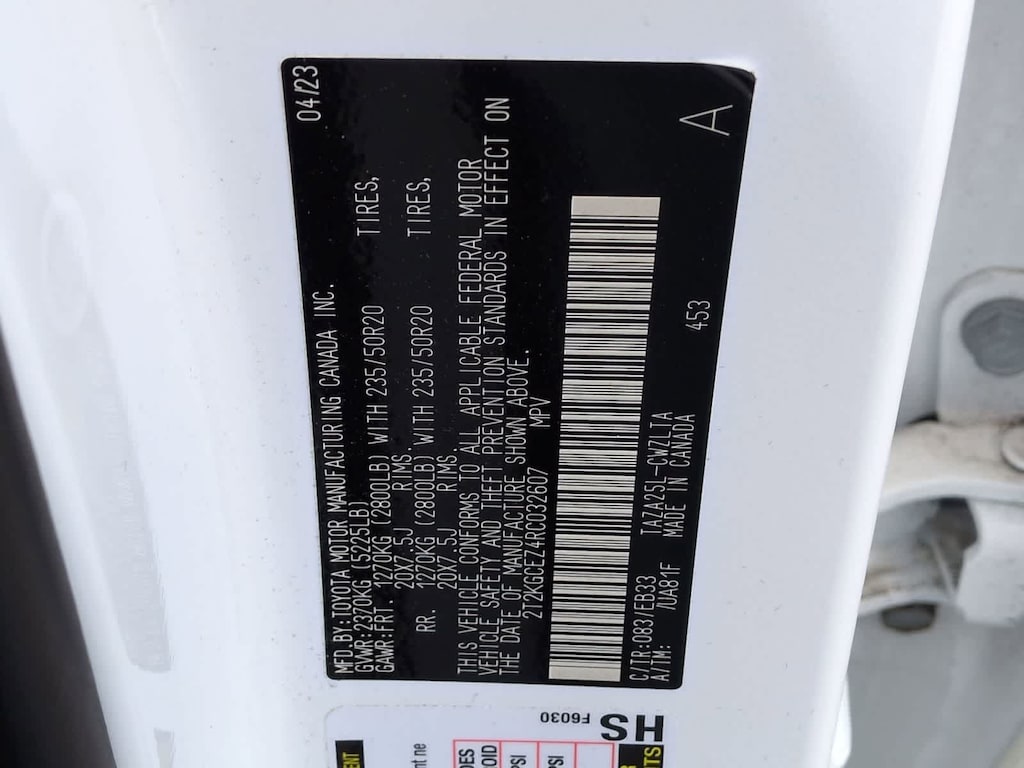 04/23
MFD.BY:TOYOTA MOTOR MANUFACTURING CANADA INC.
GVWR:2370KG (5225LB)
GAWR:FRT. 1270KG (2800LB) WITH 235/50R20 TIRES,
20X7.5J RIMS.
RR. 1270KG (2800LB) WITH 235/50R20 TIRES,
20X7.5J RIMS.
THIS VEHICLE CONFORMS TO ALL APPLICABLE FEDERAL MOTOR
VEHICLE SAFETY AND THEFT PREVENTION STANDARDS IN EFFECT ON
THE DATE OF MANUFACTURE SHOWN ABOVE.
2T2KGCEZ4RC032607 MPV
C/TR:0837EB33 TAZA25L-CWZLTA
A/TM: /UA81F MADE IN CANADA
453
A
F6030
HS